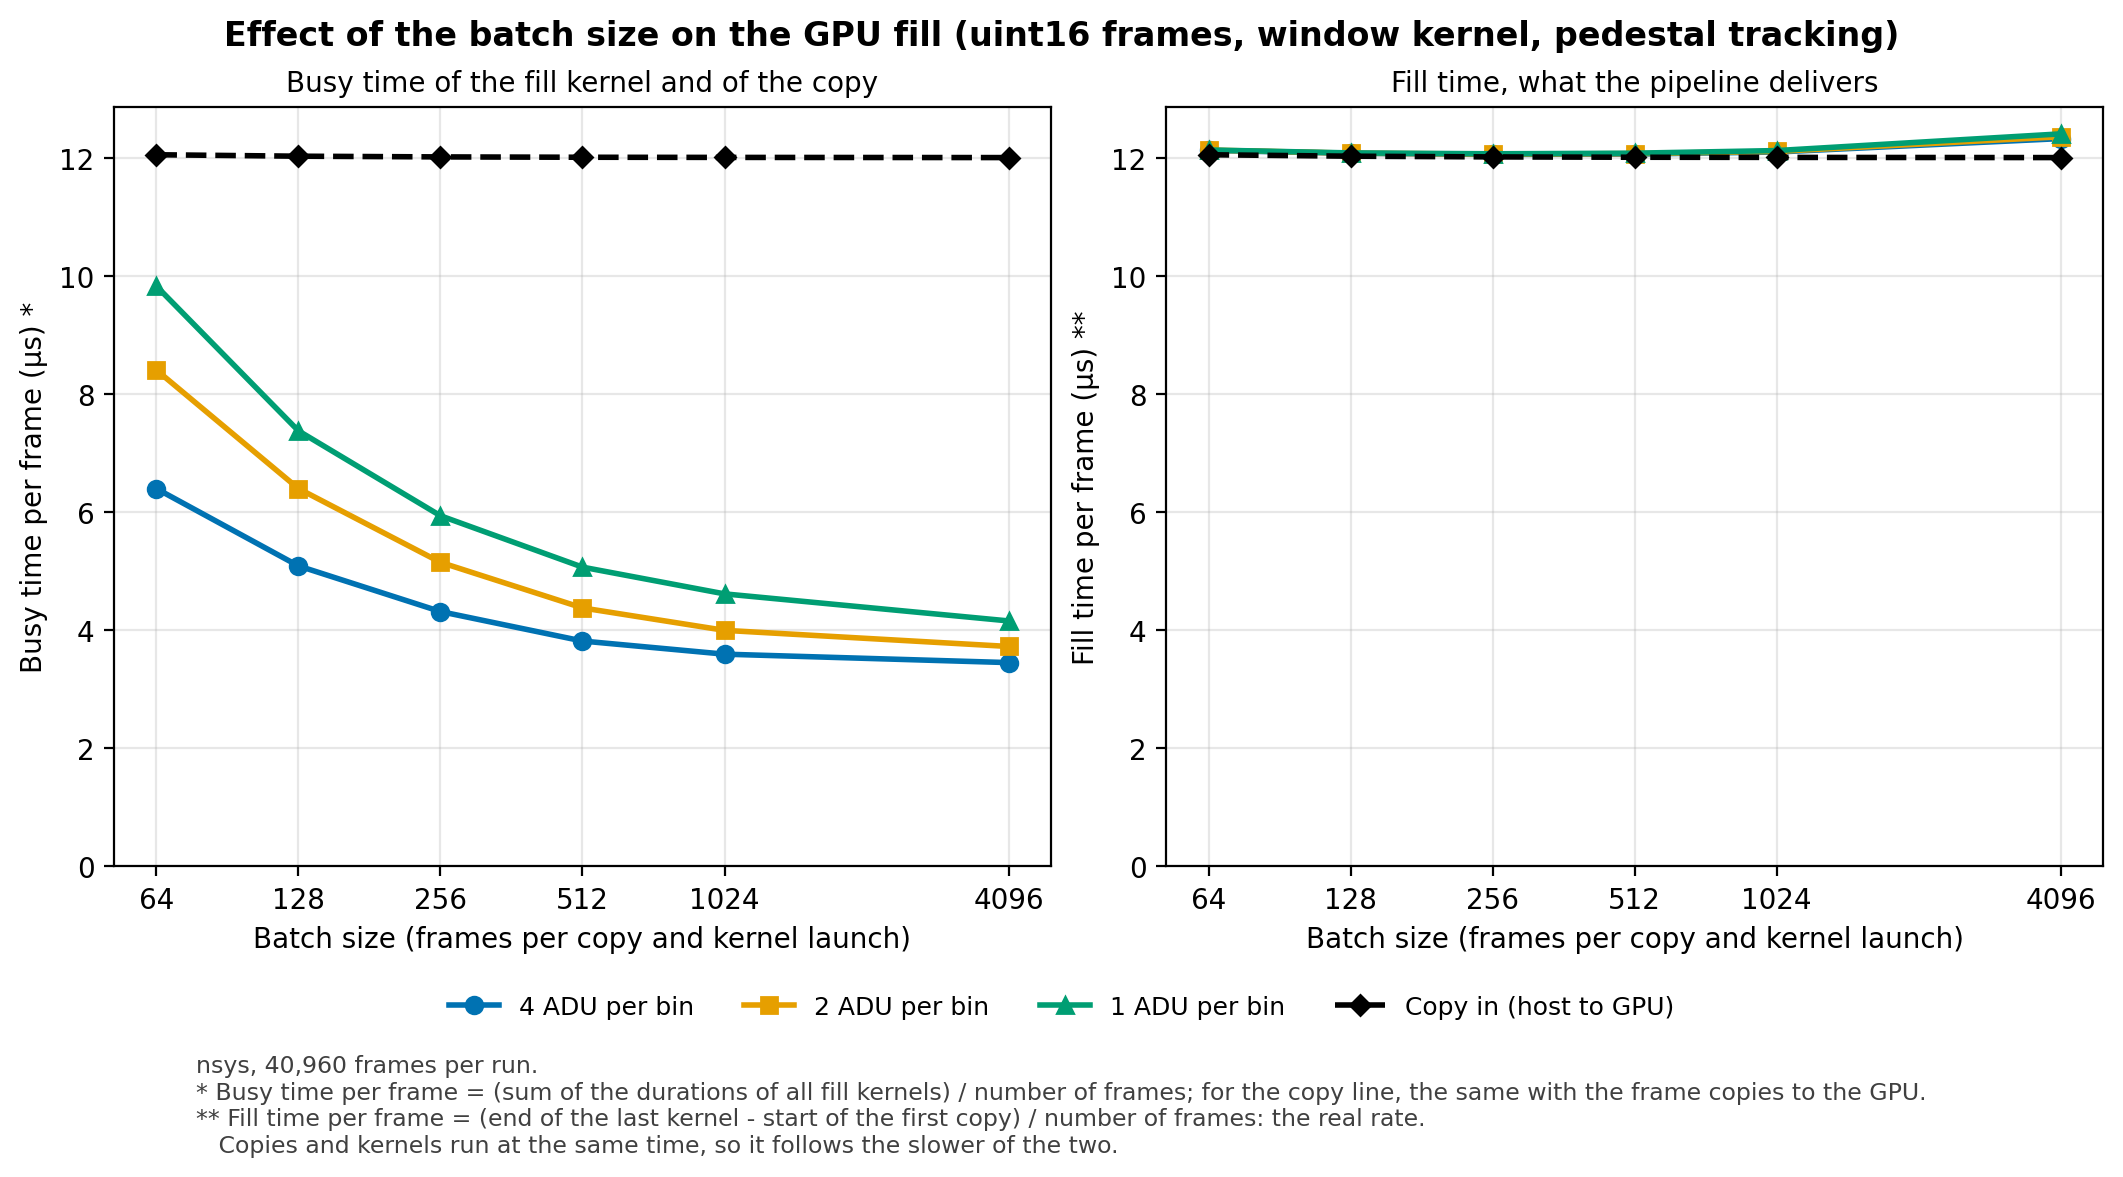 Effect of the batch size on the GPU fill (uint16 frames, window kernel, pedestal tracking)
Busy time of the fill kernel and of the copy
Busy time per frame (µs) *
12
10
8
6
4
2
0
64 128 256 512 1024 4096
Batch size (frames per copy and kernel launch)
Fill time, what the pipeline delivers
Fill time per frame (µs) **
12
10
8
6
4
2
0
64 128 256 512 1024 4096
Batch size (frames per copy and kernel launch)
4 ADU per bin 2 ADU per bin 1 ADU per bin Copy in (host to GPU)
nsys, 40,960 frames per run.
* Busy time per frame = (sum of the durations of all fill kernels) / number of frames; for the copy line, the same with the frame copies to the GPU.
** Fill time per frame = (end of the last kernel - start of the first copy) / number of frames: the real rate.
Copies and kernels run at the same time, so it follows the slower of the two.